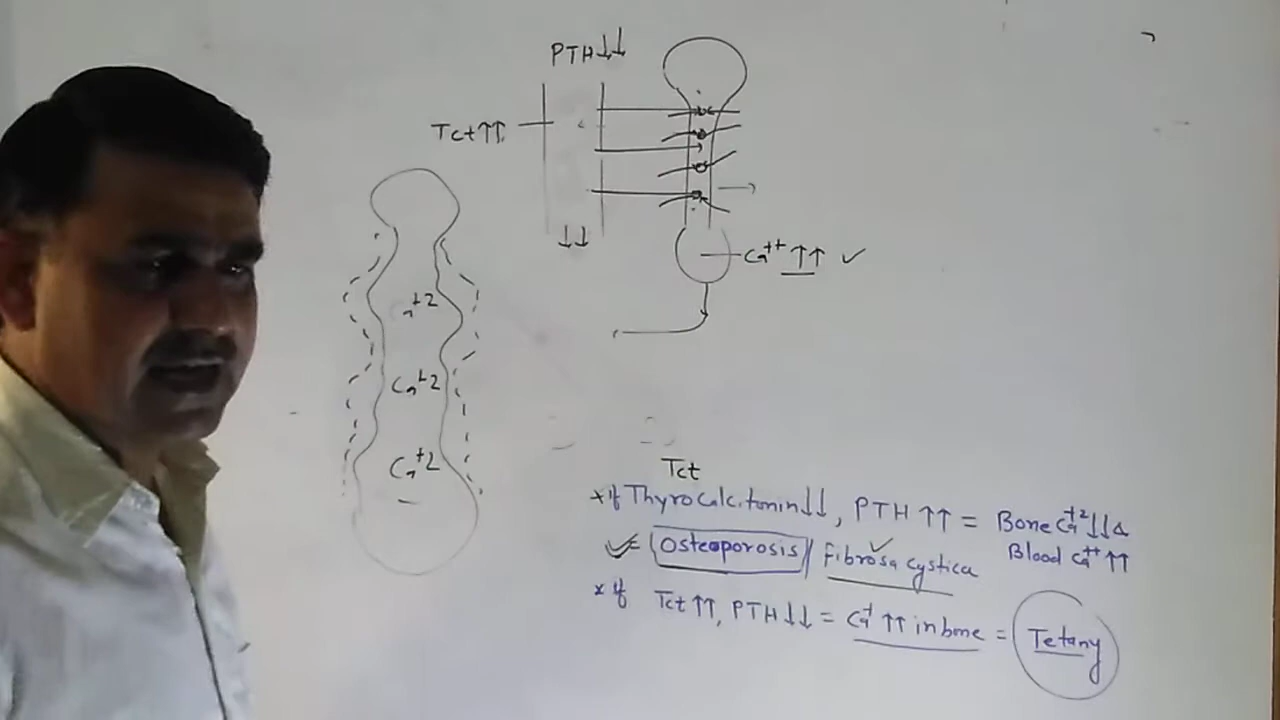 PTH↓↓
Tct↑↑
↓↓
Ca++ ↑↑ ✓
+2
Ca+2
Ca+2
Tct
*if Thyrocalcitonin↓↓, PTH ↑↑ = Bone Ca+2↓↓
Blood Ca++ ↑↑
= Osteoporosis / Fibrosa cystica
* if Tct ↑↑, PTH↓↓ = Ca+ ↑↑ in bone = Tetany